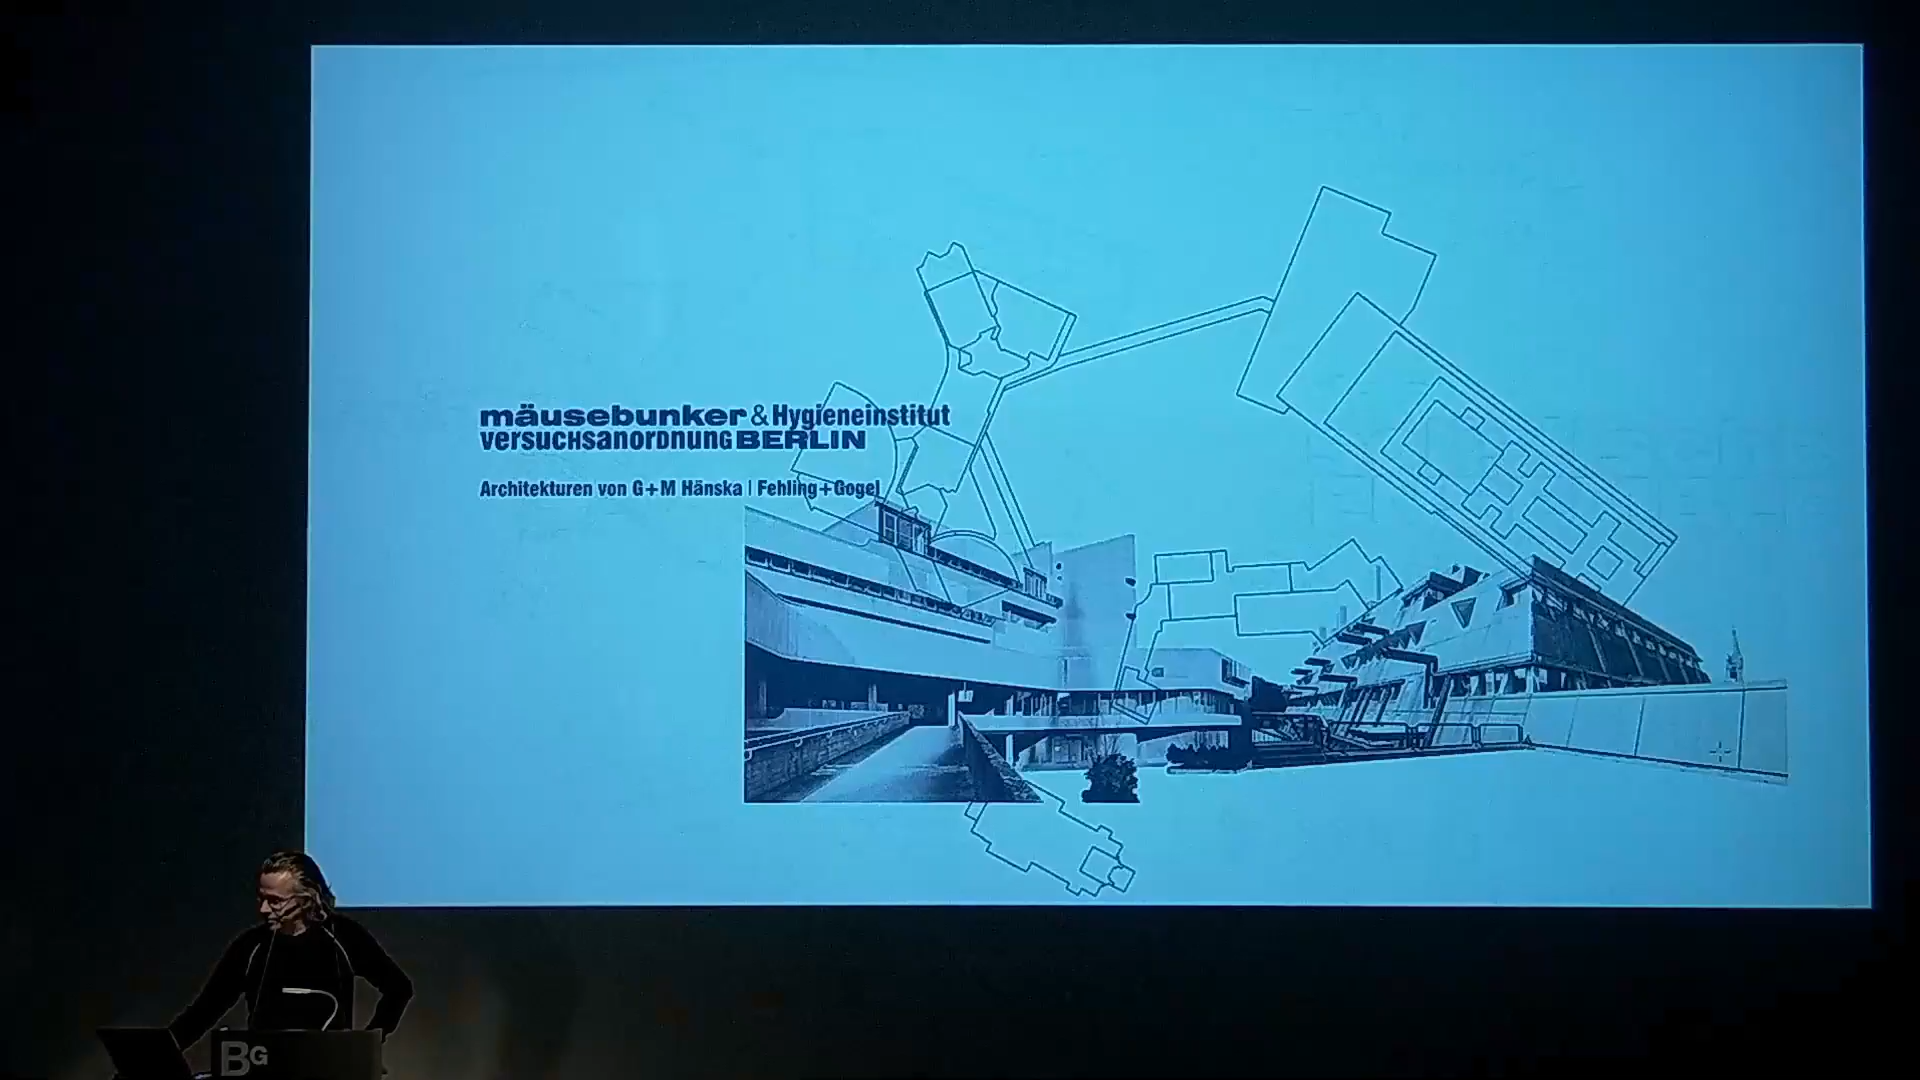 mäusebunker & Hygieneinstitut
versuchsanordnung BERLIN
Architekturen von G+M Hänska | Fehling+Gogel
BG